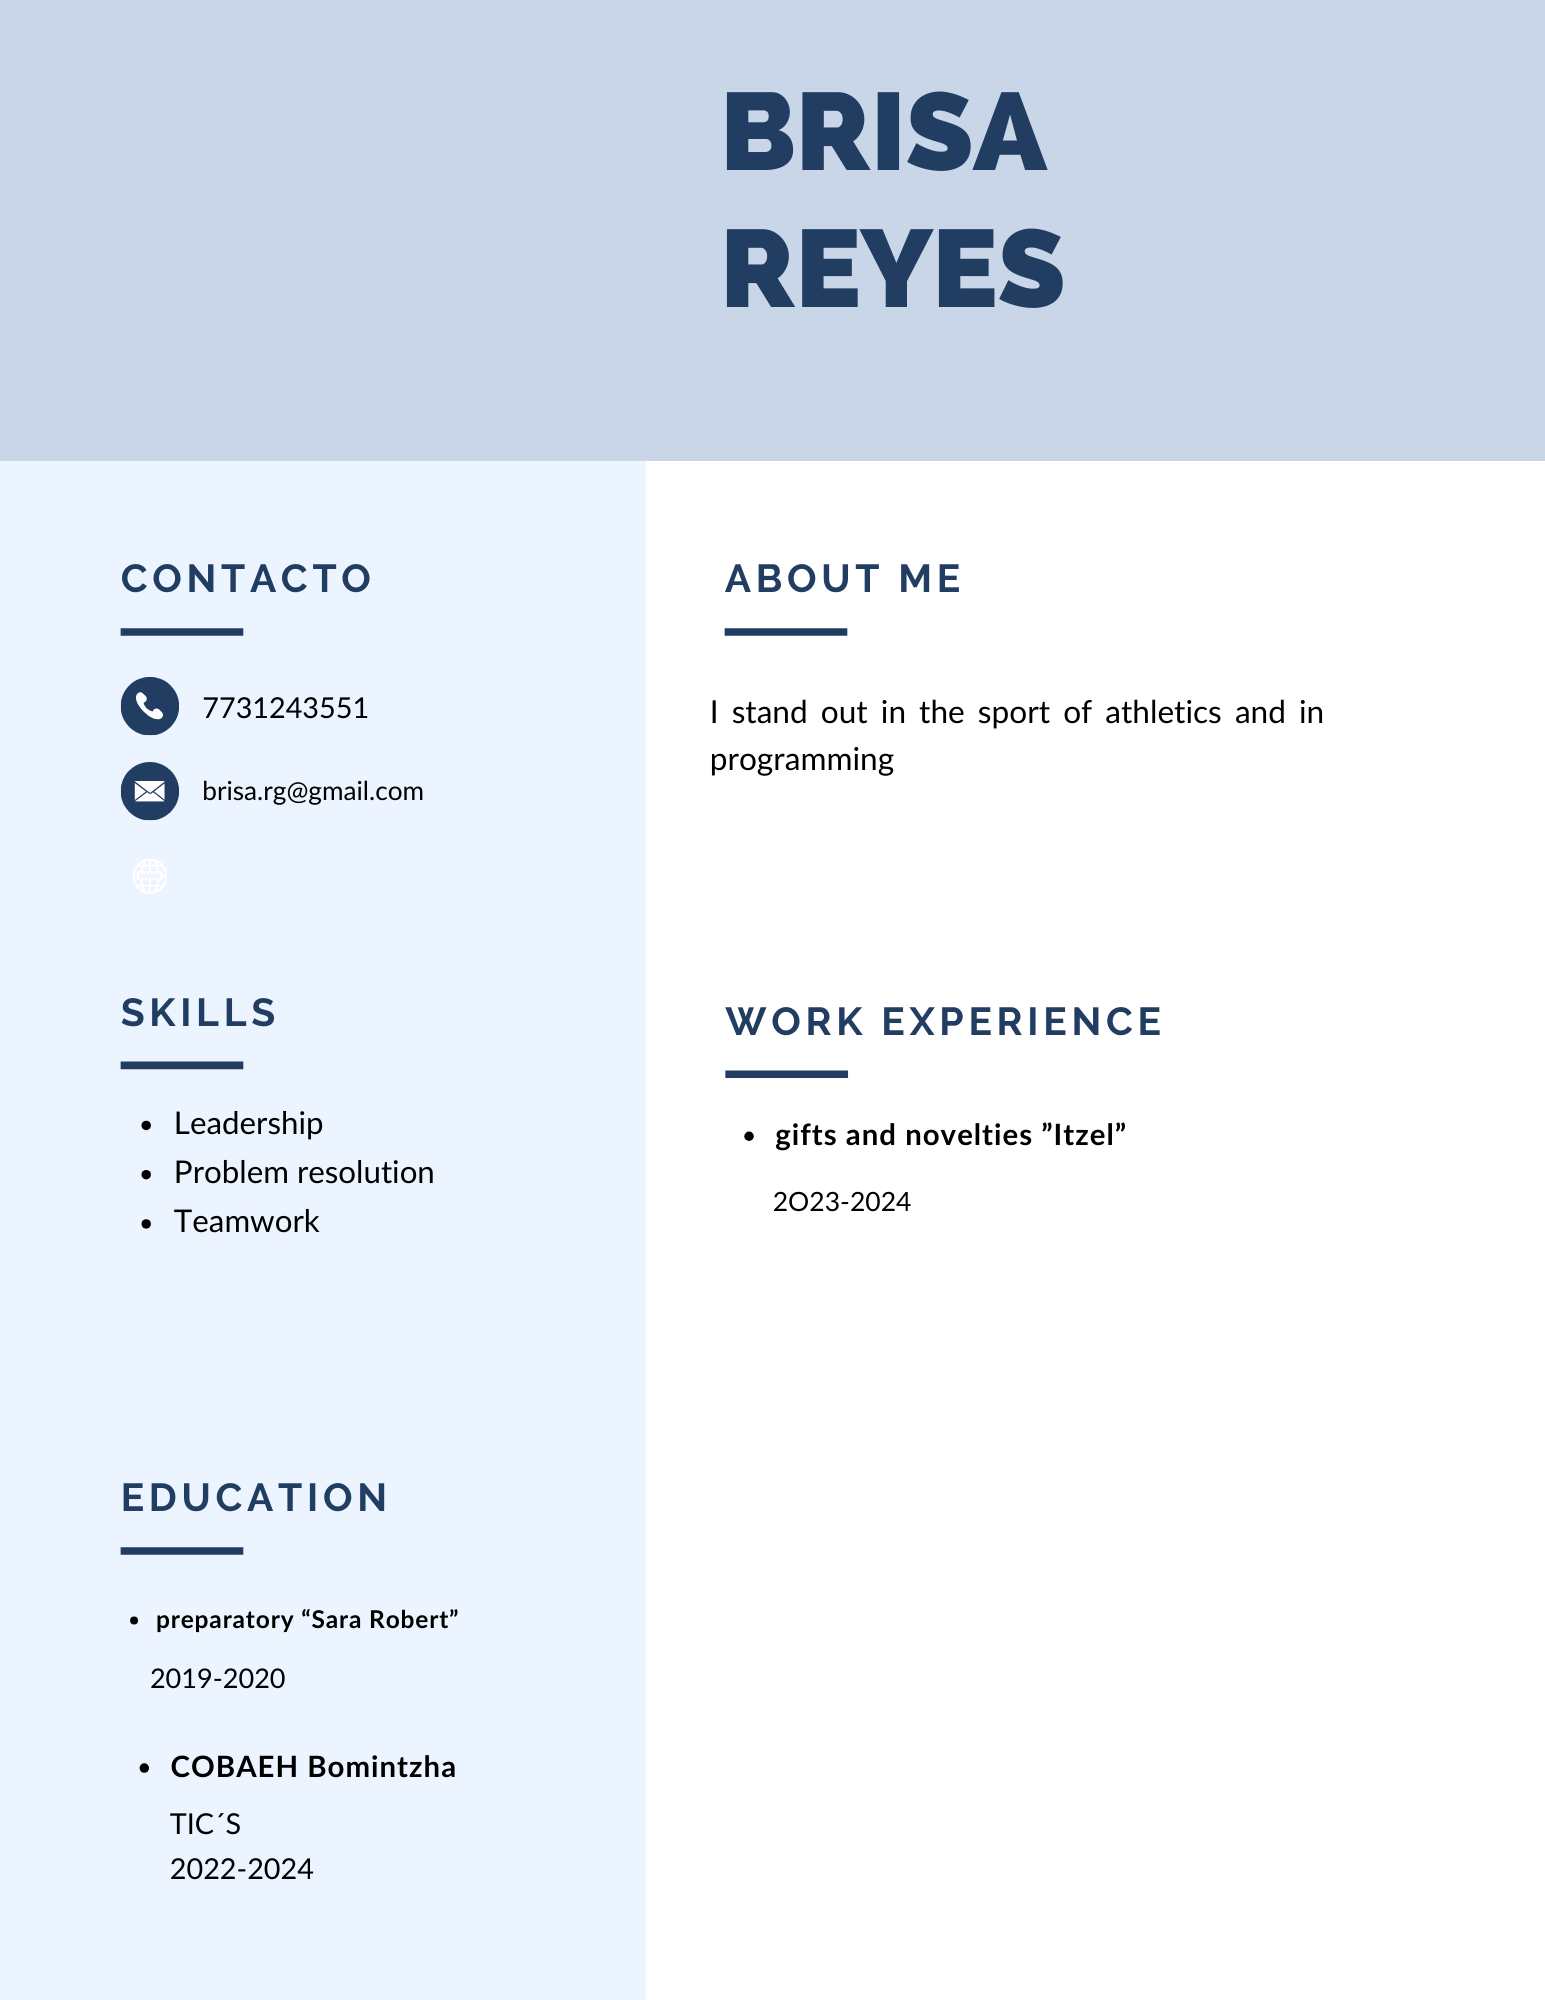 BRISA
REYES
CONTACTO
7731243551
brisa.rg@gmail.com
SKILLS
• Leadership
• Problem resolution
• Teamwork
EDUCATION
• preparatory “Sara Robert”
2019-2020
• COBAEH Bomintzha
TIC´S
2022-2024
ABOUT ME
I stand out in the sport of athletics and in
programming
WORK EXPERIENCE
• gifts and novelties ”Itzel”
2O23-2024